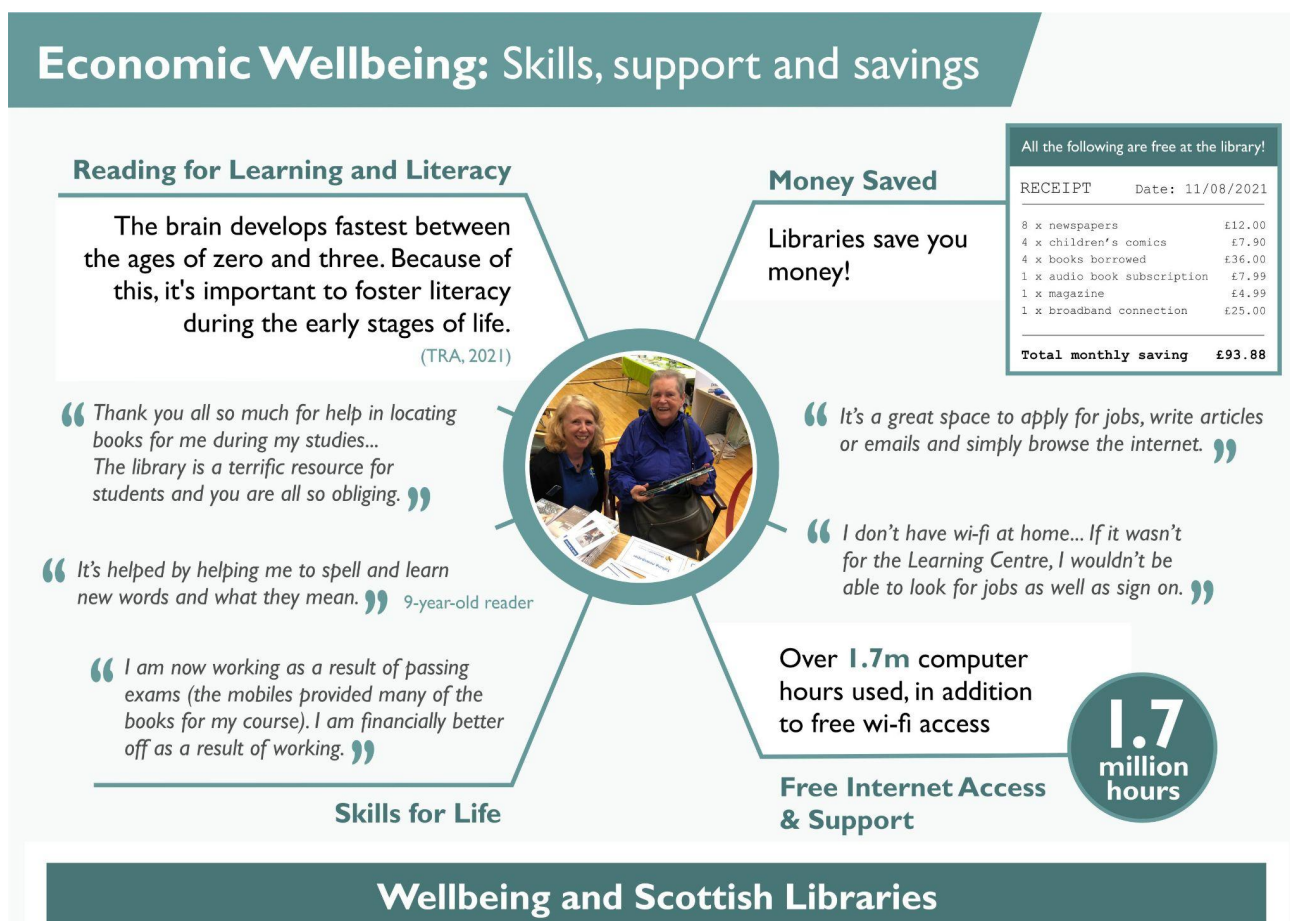 Economic Wellbeing: Skills, support and savings
Reading for Learning and Literacy
The brain develops fastest between
the ages of zero and three. Because of
this, it's important to foster literacy
during the early stages of life.
(TRA, 2021)
“ Thank you all so much for help in locating
books for me during my studies...
The library is a terrific resource for
students and you are all so obliging. ”
“ It’s helped by helping me to spell and learn
new words and what they mean. ” 9-year-old reader
“ I am now working as a result of passing
exams (the mobiles provided many of the
books for my course). I am financially better
off as a result of working. ”
Skills for Life
Money Saved
Libraries save you
money!
All the following are free at the library!
RECEIPT Date: 11/08/2021
8 x newspapers £12.00
4 x children’s comics £7.90
4 x books borrowed £36.00
1 x audio book subscription £7.99
1 x magazine £4.99
1 x broadband connection £25.00
Total monthly saving £93.88
“ It’s a great space to apply for jobs, write articles
or emails and simply browse the internet. ”
“ I don’t have wi-fi at home... If it wasn’t
for the Learning Centre, I wouldn’t be
able to look for jobs as well as sign on. ”
Over 1.7m computer
hours used, in addition
to free wi-fi access
1.7
million
hours
Free Internet Access
& Support
Wellbeing and Scottish Libraries